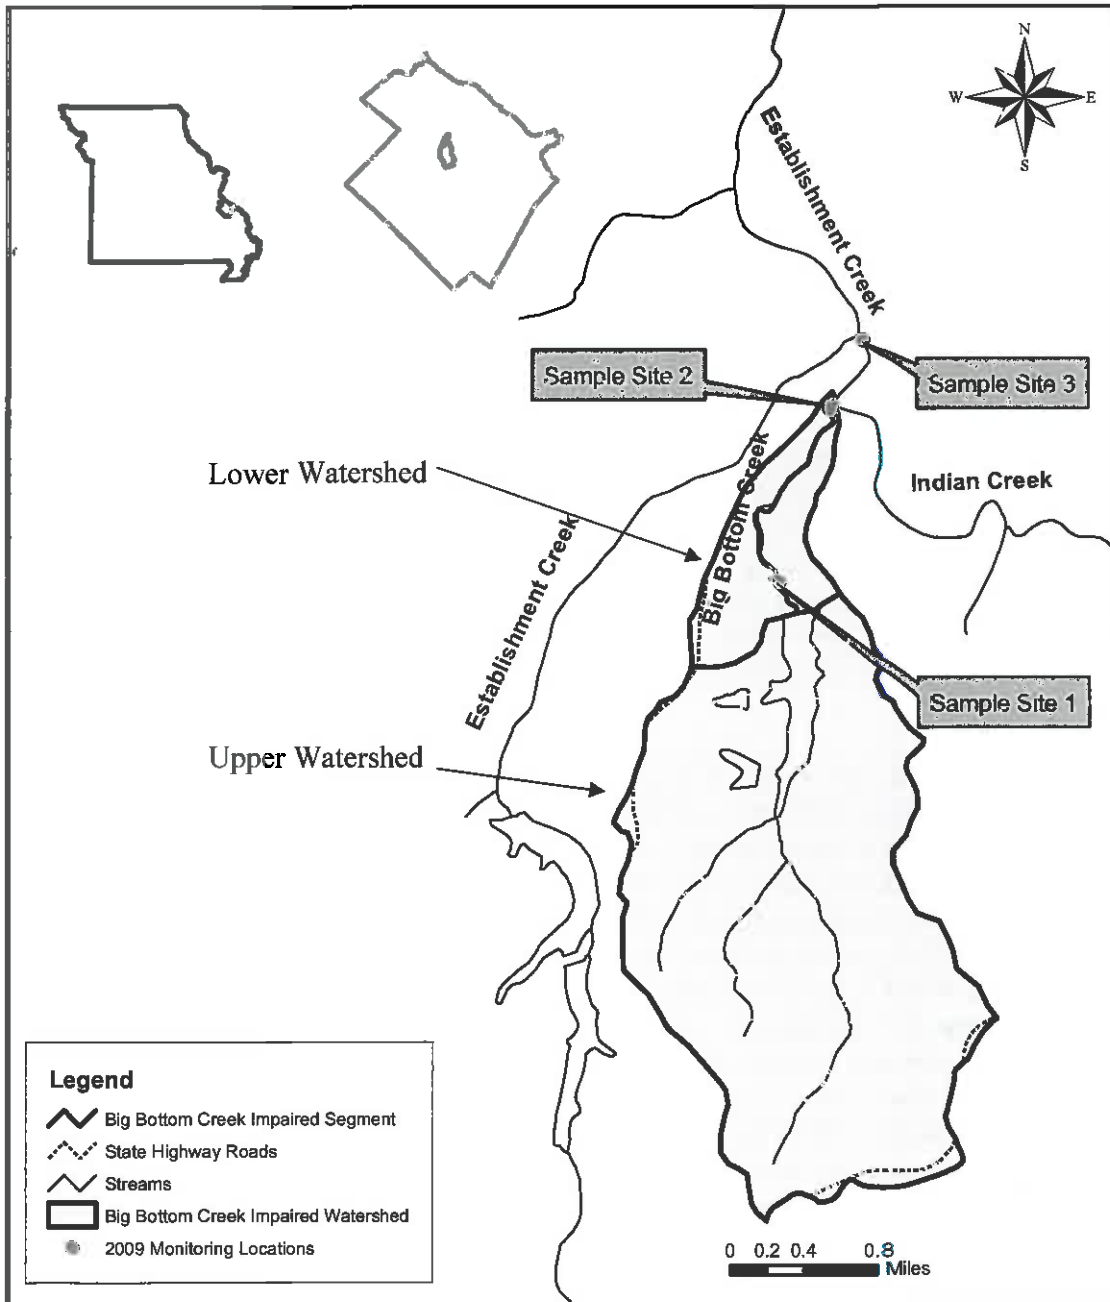 N
W
E
S
Establishment Creek
Sample Site 2
Sample Site 3
Lower Watershed
Big Bottom Creek
Indian Creek
Establishment Creek
Sample Site 1
Upper Watershed
Legend
Big Bottom Creek Impaired Segment
State Highway Roads
Streams
Big Bottom Creek Impaired Watershed
2009 Monitoring Locations
0 0.2 0.4 0.8
Miles